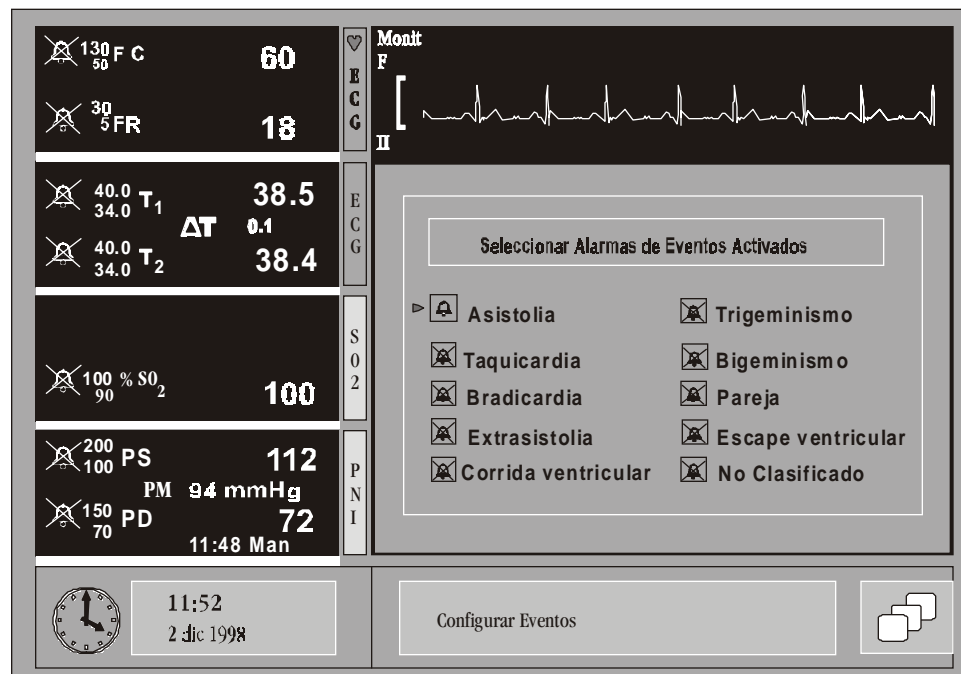 130
50 F C 60
30
5 FR 18
E
C
G
Monit
F
II
40.0
34.0 T1 38.5
ΔT 0.1
40.0
34.0 T2 38.4
E
C
G
100
90 % S02 100
S
0
2
200
100 PS 112
PM 94 mmHg
150
70 PD 72
11:48 Man
P
N
I
Seleccionar Alarmas de Eventos Activados
Asistolia
Taquicardia
Bradicardia
Extrasistolia
Corrida ventricular
Trigeminismo
Bigeminismo
Pareja
Escape ventricular
No Clasificado
11:52
2 dic 1998
Configurar Eventos